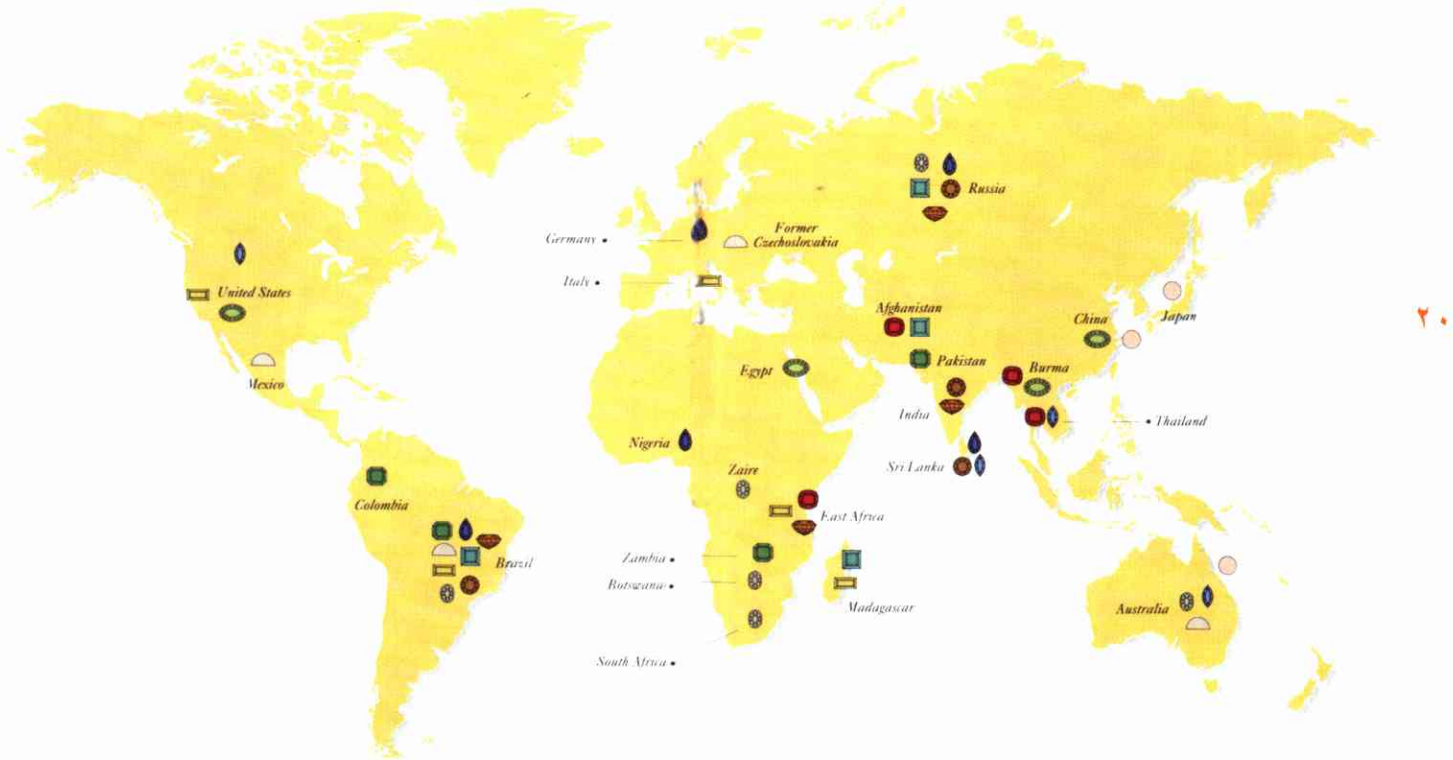 Russia
Former
Czechoslovakia
Germany •
Italy •
United States
Mexico
Afghanistan
China
Japan
Pakistan
Burma
Egypt
India
• Thailand
Nigeria
Sri Lanka
Zaire
Colombia
East Africa
Brazil
Zambia •
Botswana •
Madagascar
Australia
South Africa •
٢٠